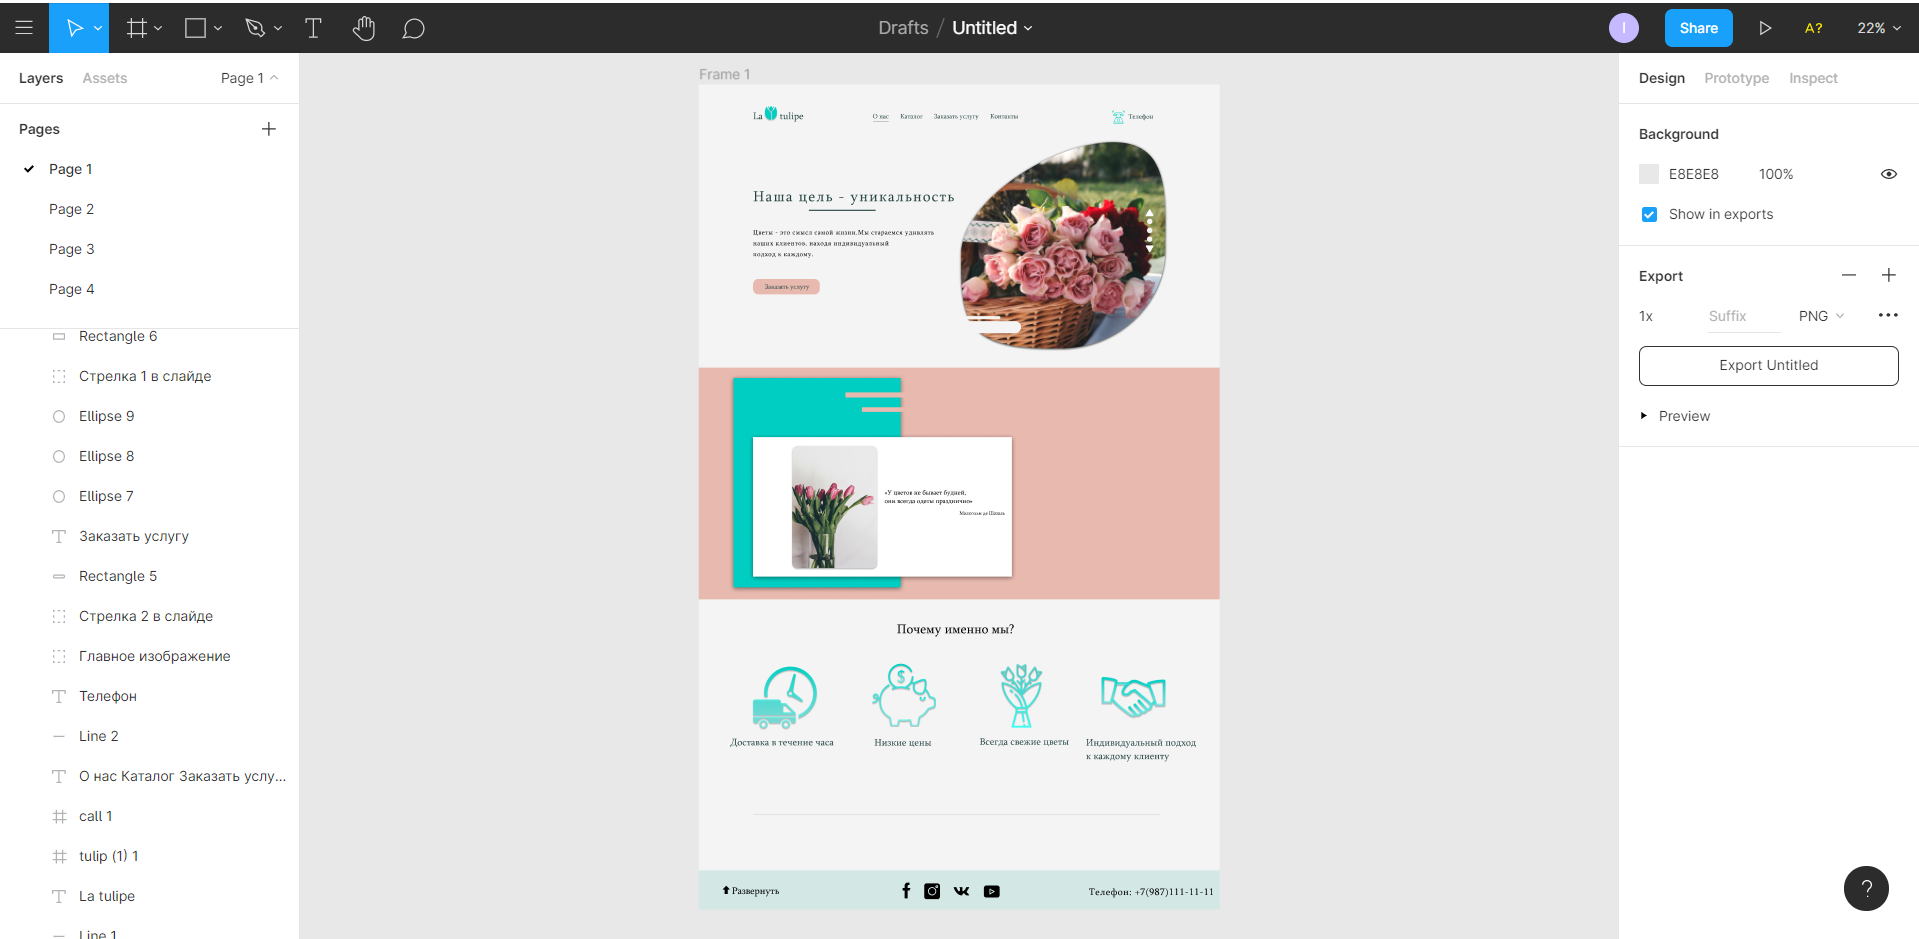 Drafts / Untitled
I
Share
A?
22%
Layers
Assets
Page 1
Pages
Page 1
Page 2
Page 3
Page 4
Rectangle 6
Стрелка 1 в слайде
Ellipse 9
Ellipse 8
Ellipse 7
Заказать услугу
Rectangle 5
Стрелка 2 в слайде
Главное изображение
Телефон
Line 2
О нас Каталог Заказать услу...
call 1
tulip (1) 1
La tulipe
Line 1
Frame 1
La tulipe
О нас Каталог Заказать услугу Контакты
Телефон
Наша цель - уникальность
Цветы - это смысл самой жизни.Мы стараемся удивлять
наших клиентов, находя индивидуальный
подход к каждому.
Заказать услугу
«У цветов не бывает будней,
они всегда одеты празднично»
Малкольм де Шазаль
Почему именно мы?
Доставка в течение часа
Низкие цены
Всегда свежие цветы
Индивидуальный подход
к каждому клиенту
Развернуть
Телефон: +7(987)111-11-11
Design
Prototype
Inspect
Background
E8E8E8
100%
Show in exports
Export
1x
Suffix
PNG
Export Untitled
Preview
?